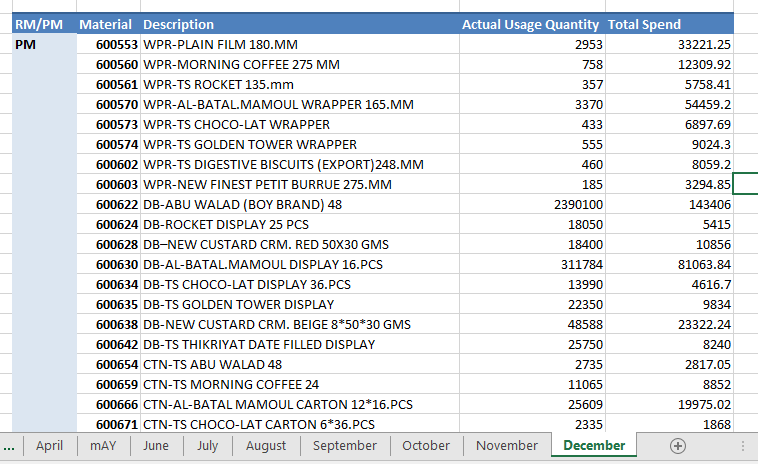 RM/PM Material Description Actual Usage Quantity Total Spend
PM 600553 WPR-PLAIN FILM 180.MM 2953 33221.25
600560 WPR-MORNING COFFEE 275 MM 758 12309.92
600561 WPR-TS ROCKET 135.mm 357 5758.41
600570 WPR-AL-BATAL.MAMOUL WRAPPER 165.MM 3370 54459.2
600573 WPR-TS CHOCO-LAT WRAPPER 433 6897.69
600574 WPR-TS GOLDEN TOWER WRAPPER 555 9024.3
600602 WPR-TS DIGESTIVE BISCUITS (EXPORT)248.MM 460 8059.2
600603 WPR-NEW FINEST PETIT BURRUE 275.MM 185 3294.85
600622 DB-ABU WALAD (BOY BRAND) 48 2390100 143406
600624 DB-ROCKET DISPLAY 25 PCS 18050 5415
600628 DB–NEW CUSTARD CRM. RED 50X30 GMS 18400 10856
600630 DB-AL-BATAL.MAMOUL DISPLAY 16.PCS 311784 81063.84
600634 DB-TS CHOCO-LAT DISPLAY 36.PCS 13990 4616.7
600635 DB-TS GOLDEN TOWER DISPLAY 22350 9834
600638 DB-NEW CUSTARD CRM. BEIGE 8*50*30 GMS 48588 23322.24
600642 DB-TS THIKRIYAT DATE FILLED DISPLAY 25750 8240
600654 CTN-TS ABU WALAD 48 2735 2817.05
600659 CTN-TS MORNING COFFEE 24 11065 8852
600666 CTN-AL-BATAL MAMOUL CARTON 12*16.PCS 25609 19975.02
600671 CTN-TS CHOCO-LAT CARTON 6*36.PCS 2335 1868
... April mAY June July August September October November December